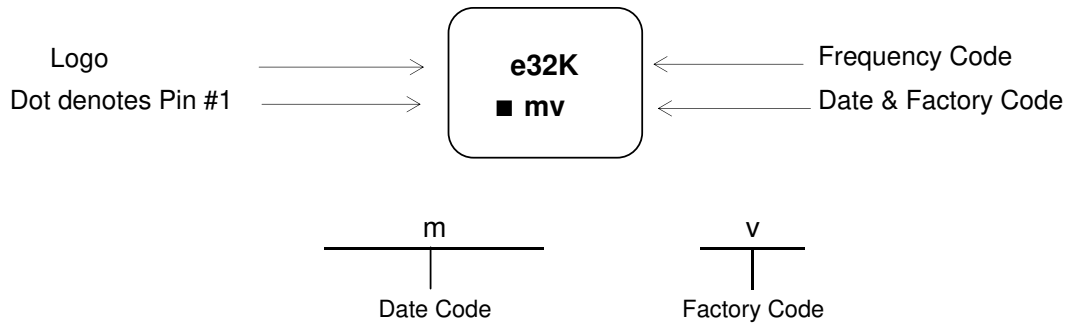 Logo
e32K
Frequency Code
Dot denotes Pin #1
■ mv
Date & Factory Code
m
v
Date Code
Factory Code